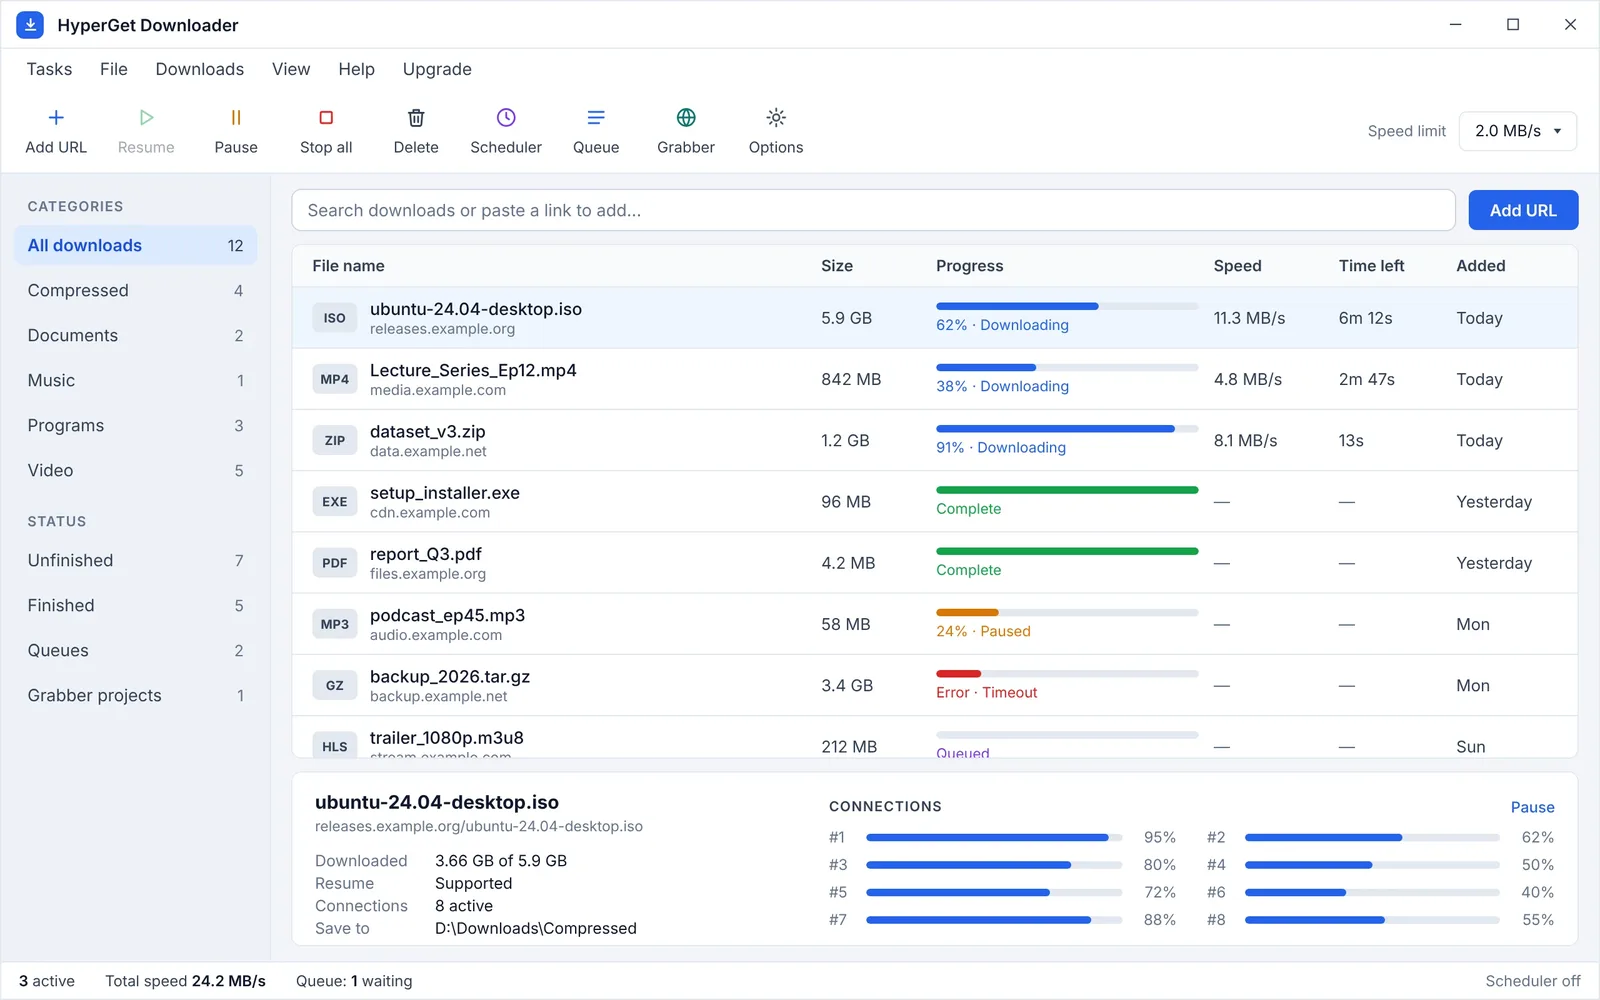 HyperGet Downloader
Tasks File Downloads View Help Upgrade
Add URL Resume Pause Stop all Delete Scheduler Queue Grabber Options Speed limit 2.0 MB/s
CATEGORIES
All downloads 12
Compressed 4
Documents 2
Music 1
Programs 3
Video 5
STATUS
Unfinished 7
Finished 5
Queues 2
Grabber projects 1
Search downloads or paste a link to add... Add URL
File name Size Progress Speed Time left Added
ISO ubuntu-24.04-desktop.iso 5.9 GB 11.3 MB/s 6m 12s Today
releases.example.org 62% · Downloading
MP4 Lecture_Series_Ep12.mp4 842 MB 4.8 MB/s 2m 47s Today
media.example.com 38% · Downloading
ZIP dataset_v3.zip 1.2 GB 8.1 MB/s 13s Today
data.example.net 91% · Downloading
EXE setup_installer.exe 96 MB — — Yesterday
cdn.example.com Complete
PDF report_Q3.pdf 4.2 MB — — Yesterday
files.example.org Complete
MP3 podcast_ep45.mp3 58 MB — — Mon
audio.example.com 24% · Paused
GZ backup_2026.tar.gz 3.4 GB — — Mon
backup.example.net Error · Timeout
HLS trailer_1080p.m3u8 212 MB — — Sun
stream.example.com Queued
ubuntu-24.04-desktop.iso
releases.example.org/ubuntu-24.04-desktop.iso
Downloaded 3.66 GB of 5.9 GB
Resume Supported
Connections 8 active
Save to D:\Downloads\Compressed
CONNECTIONS Pause
#1 95% #2 62%
#3 80% #4 50%
#5 72% #6 40%
#7 88% #8 55%
3 active Total speed 24.2 MB/s Queue: 1 waiting Scheduler off